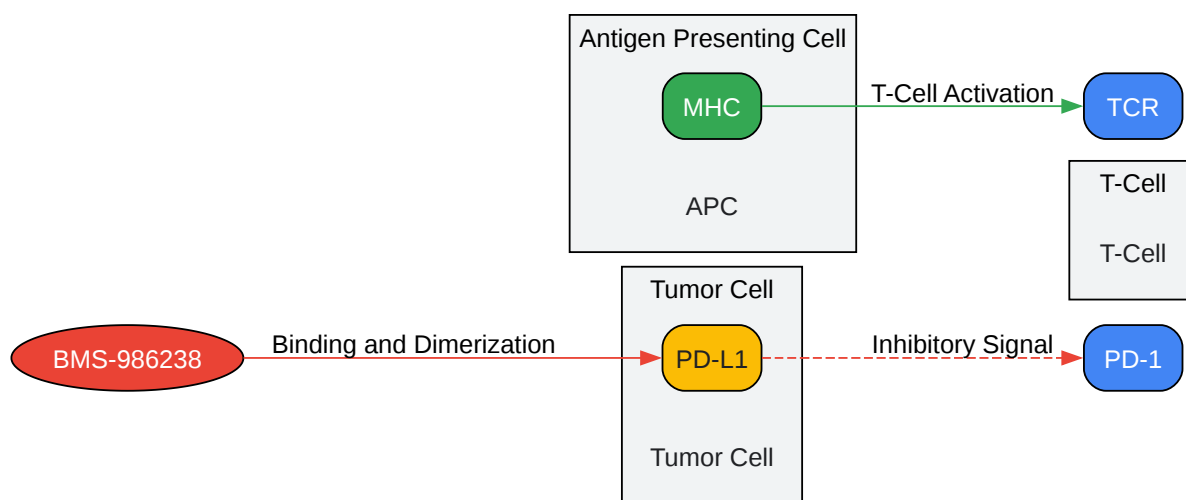 Antigen Presenting Cell
MHC
T-Cell Activation
TCR
APC
T-Cell
T-Cell
Tumor Cell
BMS-986238
Binding and Dimerization
PD-L1
Inhibitory Signal
PD-1
Tumor Cell